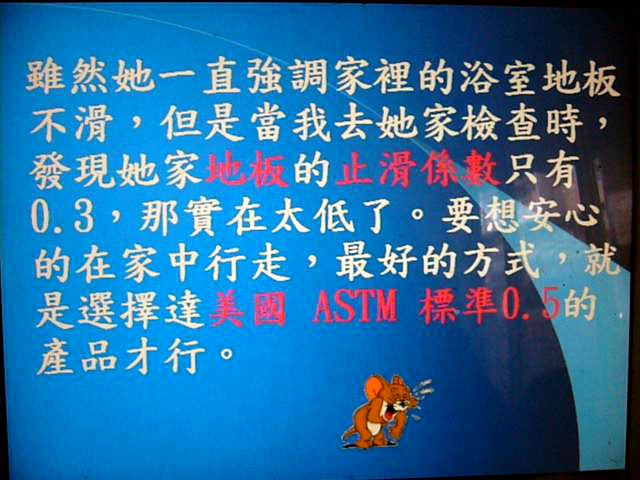 雖然她一直強調家裡的浴室地板
不滑，但是當我去她家檢查時，
發現她家地板的止滑係數只有
0.3，那實在太低了。要想安心
的在家中行走，最好的方式，就
是選擇達美國 ASTM 標準0.5的
產品才行。